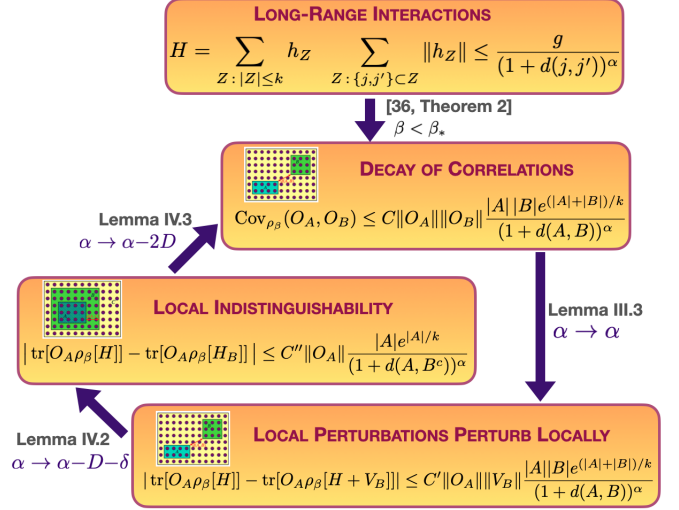 LONG-RANGE INTERACTIONS
H = ∑_{Z : |Z| ≤ k} h_Z   ∑_{Z : {j,j′} ⊂ Z} ‖h_Z‖ ≤ g / (1 + d(j, j′))^α
[36, Theorem 2]
β < β_*
DECAY OF CORRELATIONS
Cov_{ρ_β}(O_A, O_B) ≤ C‖O_A‖‖O_B‖ |A| |B|e^{(|A|+|B|)/k} / (1 + d(A, B))^α
Lemma IV.3
α → α−2D
Lemma III.3
α → α
LOCAL INDISTINGUISHABILITY
| tr[O_A ρ_β[H]] − tr[O_A ρ_β[H_B]] | ≤ C″‖O_A‖ |A|e^{|A|/k} / (1 + d(A, B^c))^α
Lemma IV.2
α → α−D−δ
LOCAL PERTURBATIONS PERTURB LOCALLY
| tr[O_A ρ_β[H]] − tr[O_A ρ_β[H + V_B]]| ≤ C′‖O_A‖‖V_B‖ |A||B|e^{(|A|+|B|)/k} / (1 + d(A, B))^α